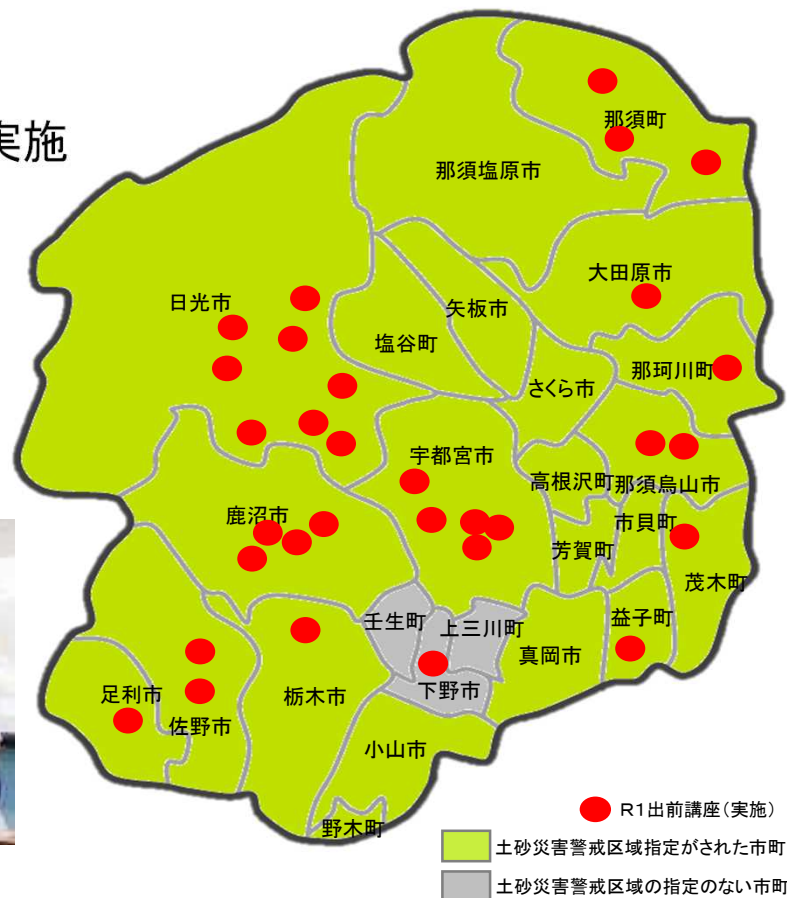 実施
那須町
那須塩原市
大田原市
日光市
矢板市
塩谷町
那珂川町
さくら市
宇都宮市
高根沢町
那須烏山市
鹿沼市
市貝町
芳賀町
茂木町
壬生町
上三川町
益子町
真岡市
下野市
足利市
佐野市
栃木市
小山市
野木町
R1出前講座(実施)
土砂災害警戒区域指定がされた市町
土砂災害警戒区域の指定のない市町